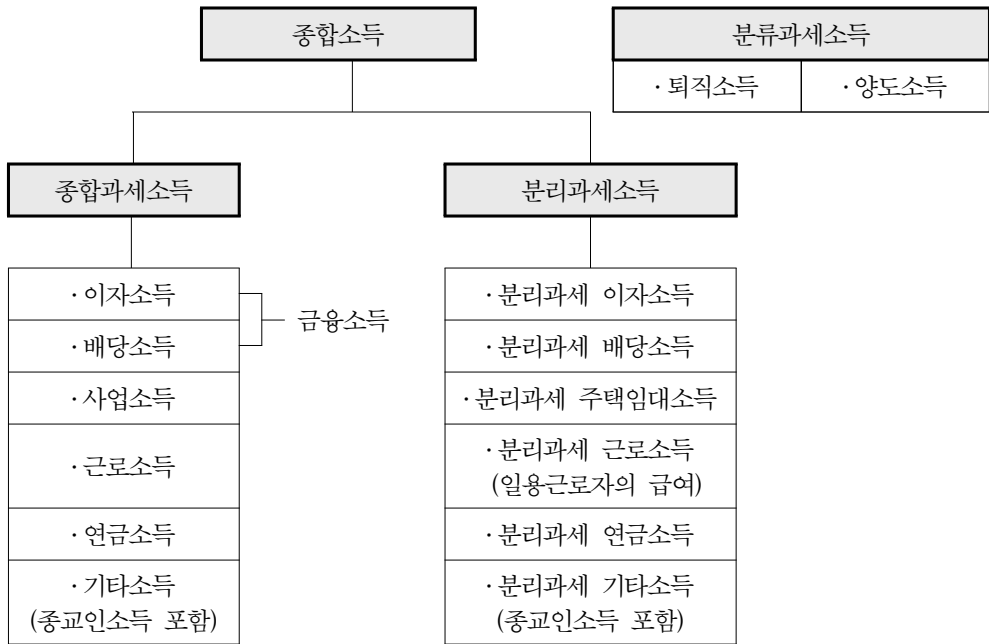 종합소득
분류과세소득
· 퇴직소득
· 양도소득
종합과세소득
분리과세소득
· 이자소득
· 배당소득
금융소득
· 사업소득
· 근로소득
· 연금소득
· 기타소득
(종교인소득 포함)
· 분리과세 이자소득
· 분리과세 배당소득
· 분리과세 주택임대소득
· 분리과세 근로소득
(일용근로자의 급여)
· 분리과세 연금소득
· 분리과세 기타소득
(종교인소득 포함)